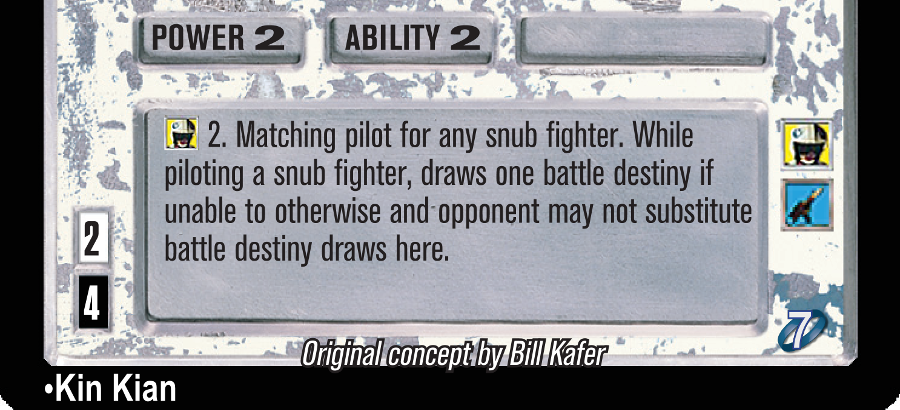 POWER 2 ABILITY 2
2. Matching pilot for any snub fighter. While
piloting a snub fighter, draws one battle destiny if
unable to otherwise and opponent may not substitute
battle destiny draws here.
2
4
7
Original concept by Bill Kafer
•Kin Kian